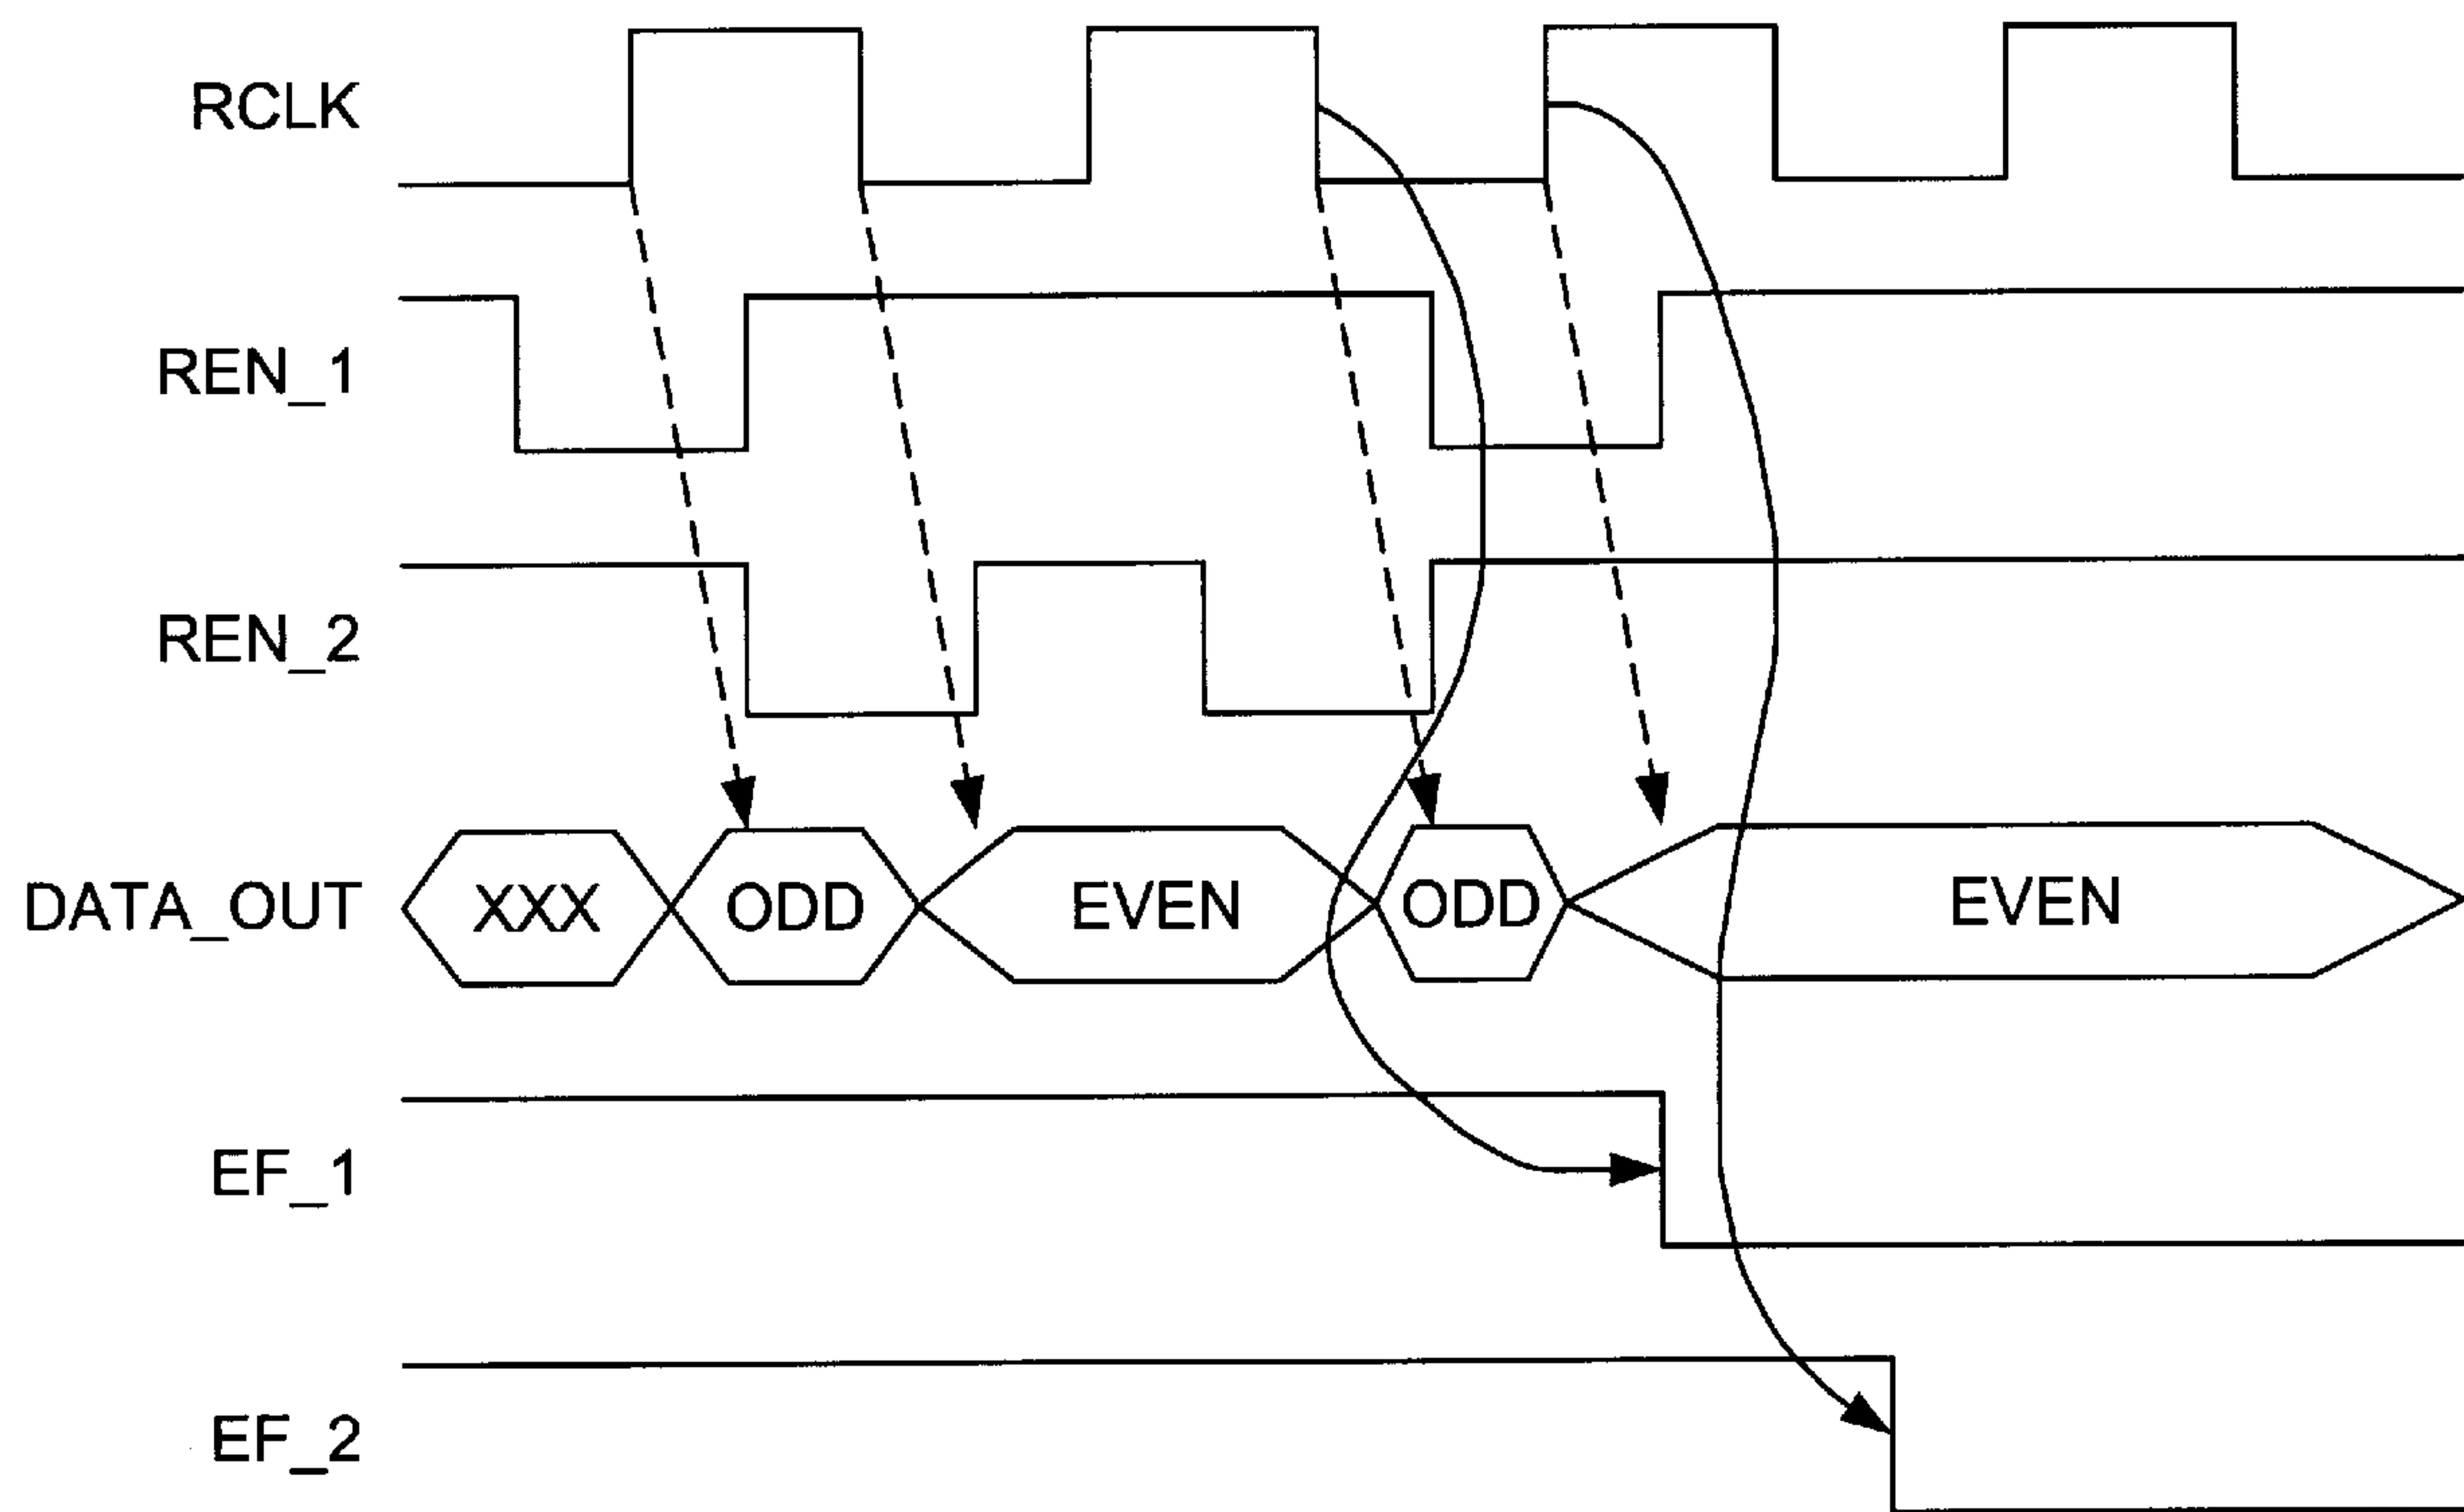 RCLK
REN_1
REN_2
DATA_OUT XXX ODD EVEN ODD EVEN
EF_1
EF_2